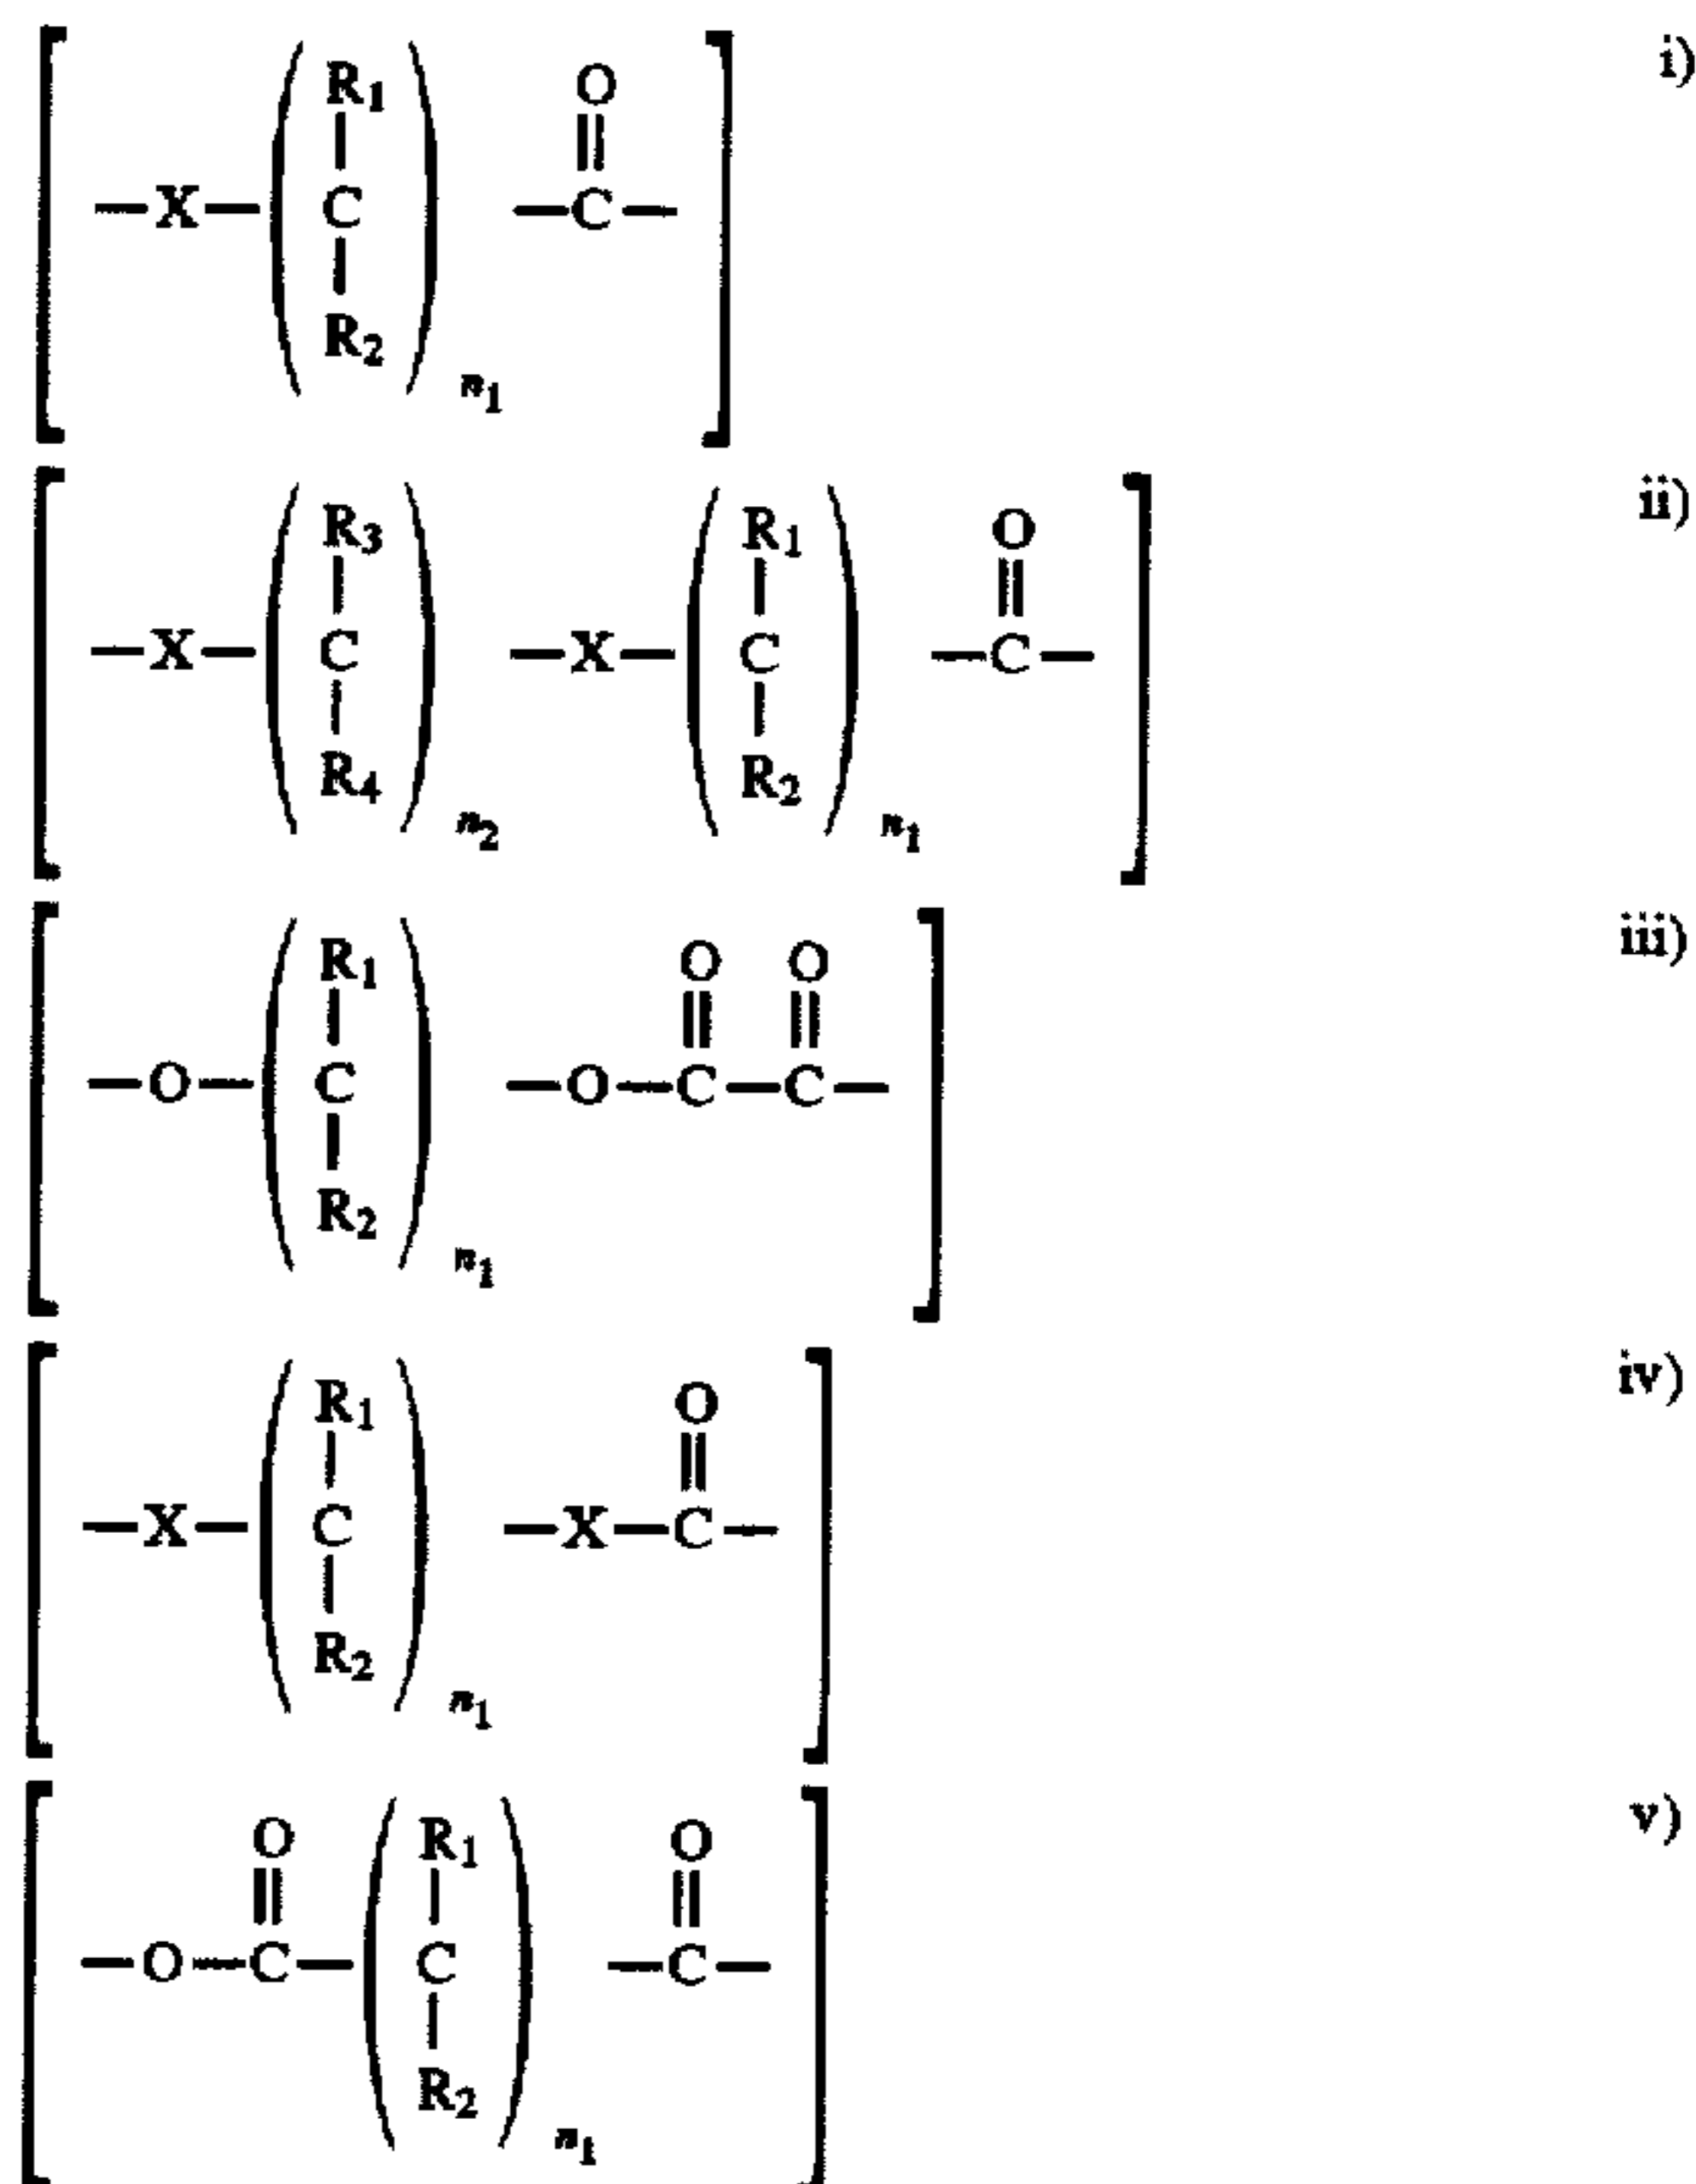 R1 O i)
—X— C —C—
R2
n1
R3 R1 O ii)
—X— C —X— C —C—
R4 R2
n2 n1
R1 O O iii)
—O— C —O—C—C—
R2
n1
R1 O iv)
—X— C —X—C—
R2
n1
O R1 O v)
—O—C— C —C—
R2
n1